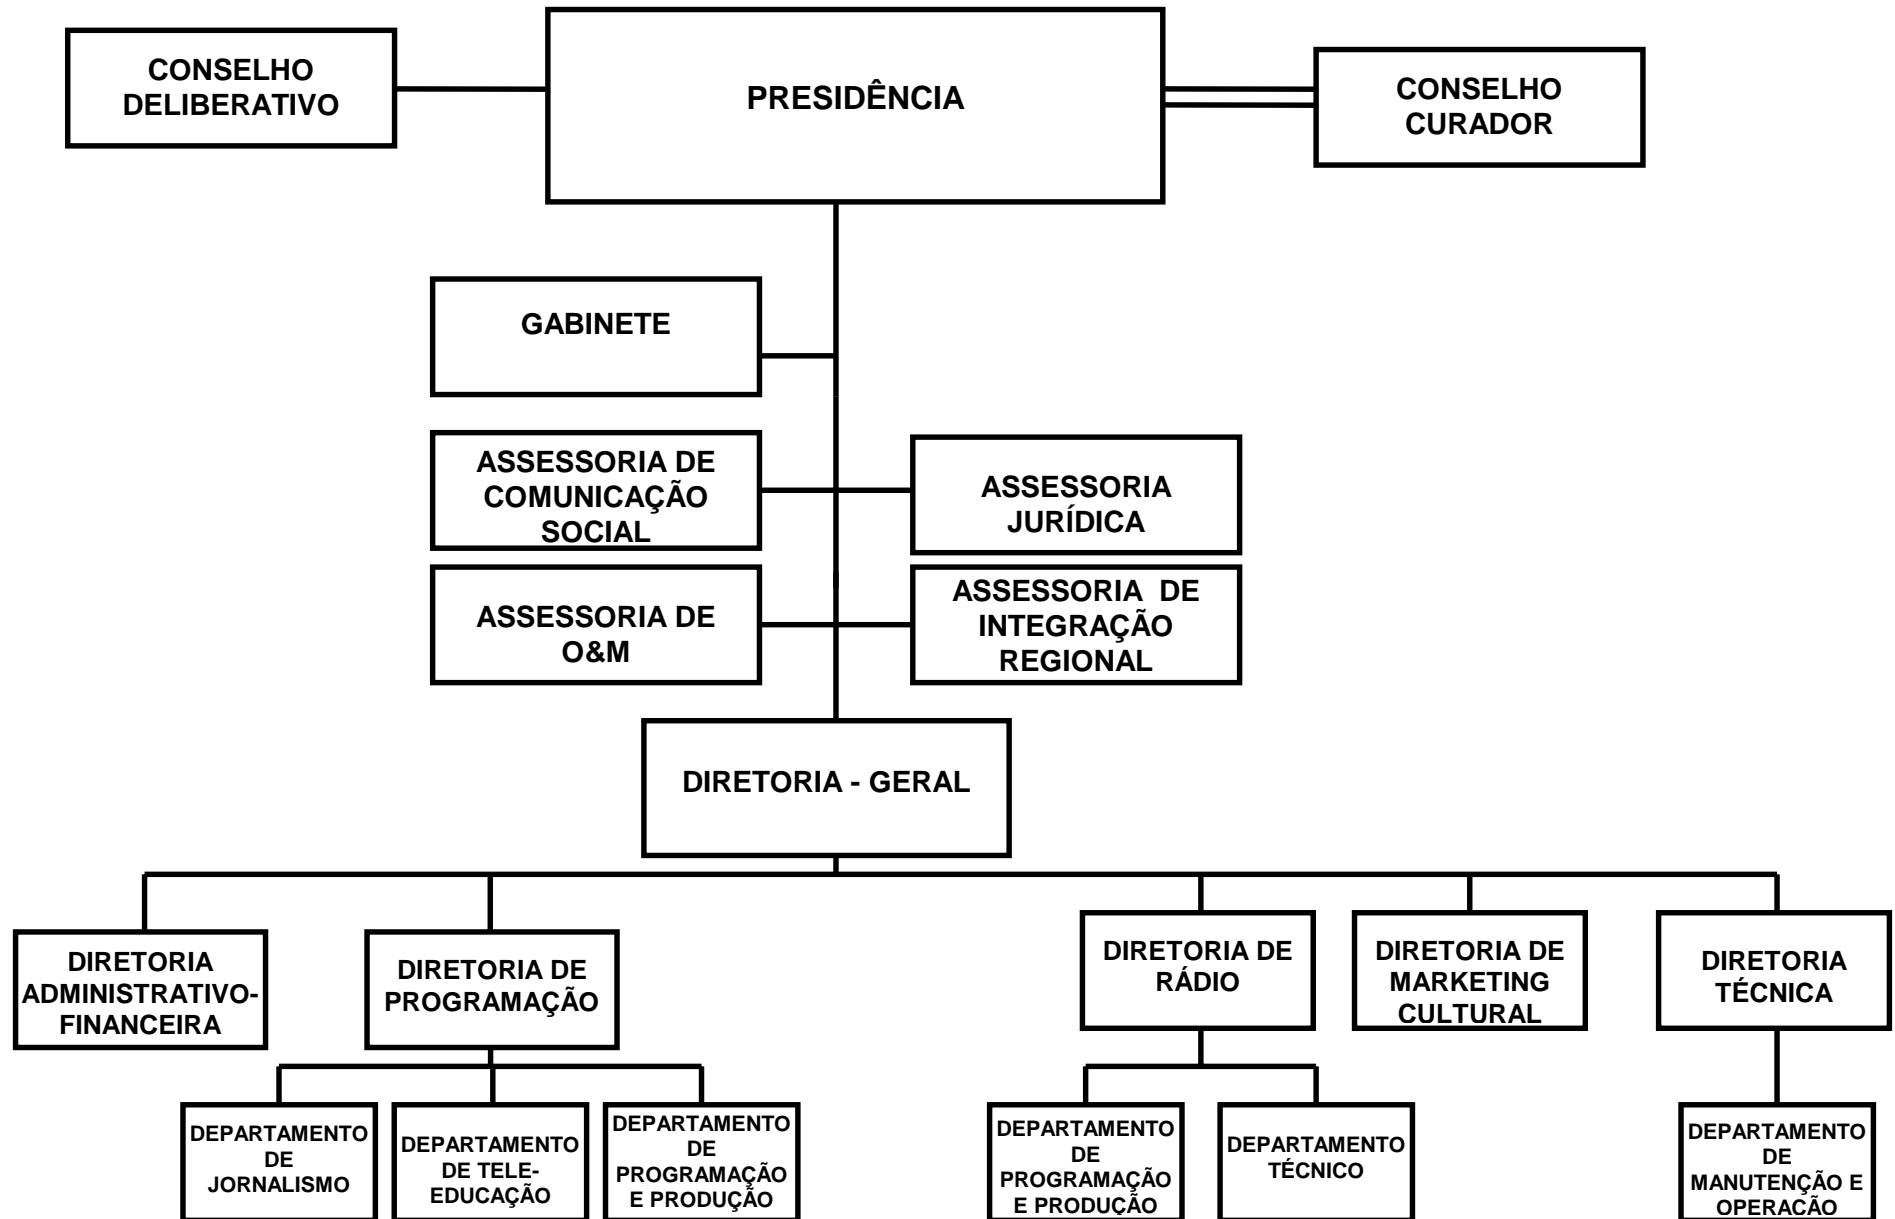 CONSELHO
DELIBERATIVO
PRESIDÊNCIA
CONSELHO
CURADOR
GABINETE
ASSESSORIA DE
COMUNICAÇÃO
SOCIAL
ASSESSORIA
JURÍDICA
ASSESSORIA DE
O&M
ASSESSORIA DE
INTEGRAÇÃO
REGIONAL
DIRETORIA - GERAL
DIRETORIA
ADMINISTRATIVO-
FINANCEIRA
DIRETORIA DE
PROGRAMAÇÃO
DIRETORIA DE
RÁDIO
DIRETORIA DE
MARKETING
CULTURAL
DIRETORIA
TÉCNICA
DEPARTAMENTO
DE
JORNALISMO
DEPARTAMENTO
DE TELE-
EDUCAÇÃO
DEPARTAMENTO
DE
PROGRAMAÇÃO
E PRODUÇÃO
DEPARTAMENTO
DE
PROGRAMAÇÃO
E PRODUÇÃO
DEPARTAMENTO
TÉCNICO
DEPARTAMENTO
DE
MANUTENÇÃO E
OPERAÇÃO